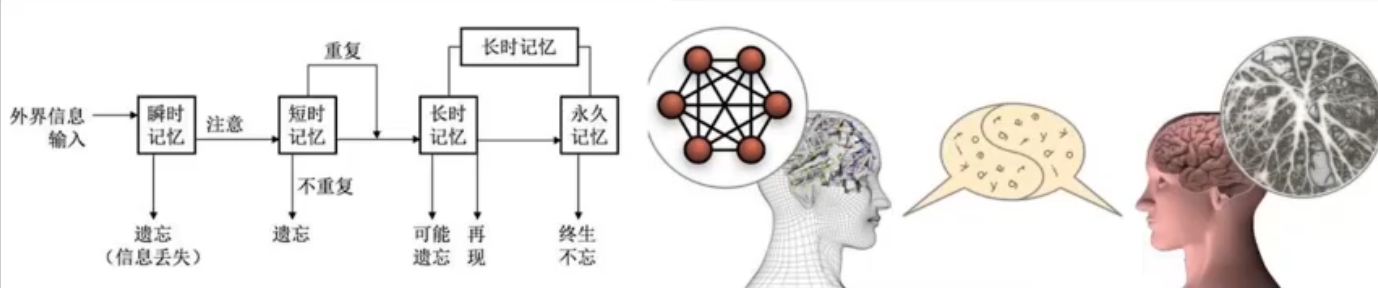 长时记忆
重复
外界信息
输入
瞬时
记忆
注意
短时
记忆
长时
记忆
永久
记忆
不重复
遗忘
(信息丢失)
遗忘
可能
遗忘
再
现
终生
不忘